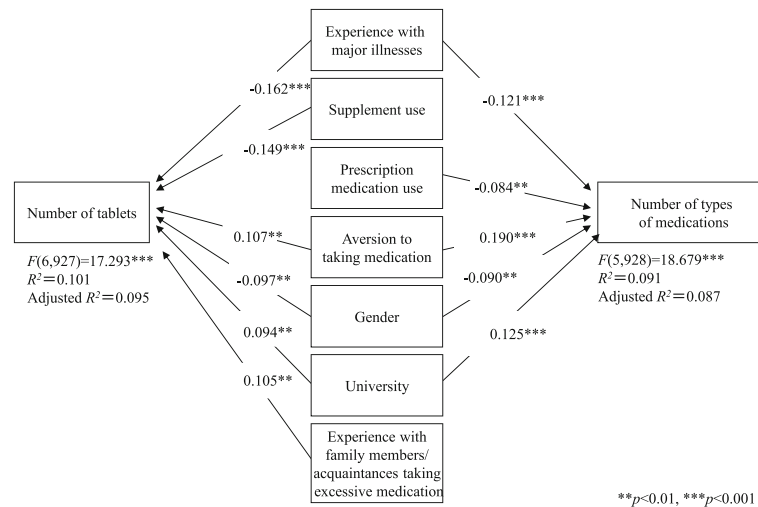 Experience with
major illnesses
-0.162***
-0.121***
Supplement use
-0.149***
Prescription
medication use
-0.084**
Number of tablets
Number of types
of medications
0.107**
Aversion to
taking medication
0.190***
F(6,927)=17.293***
R²=0.101
Adjusted R²=0.095
F(5,928)=18.679***
R²=0.091
Adjusted R²=0.087
-0.097**
-0.090**
Gender
0.094**
0.125***
University
0.105**
Experience with
family members/
acquaintances taking
excessive medication
**p<0.01, ***p<0.001